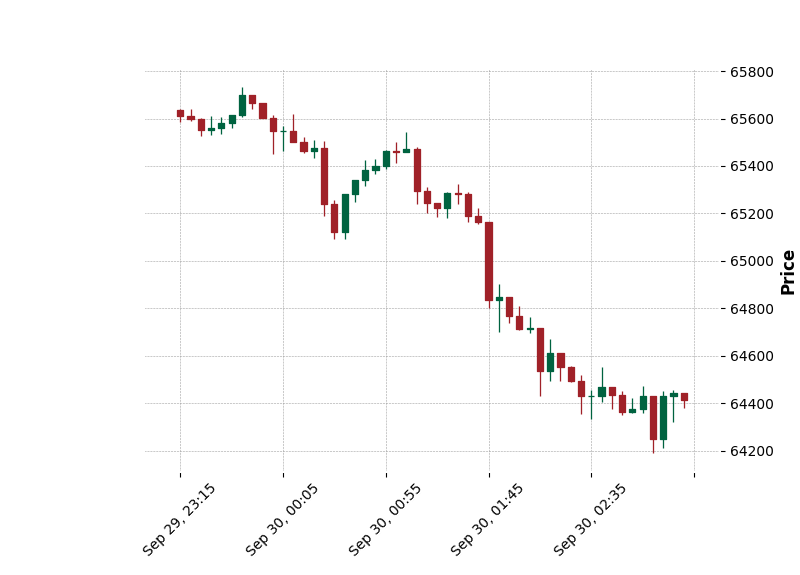 65800
65600
65400
65200
65000
64800
64600
64400
64200
Price
Sep 29, 23:15
Sep 30, 00:05
Sep 30, 00:55
Sep 30, 01:45
Sep 30, 02:35